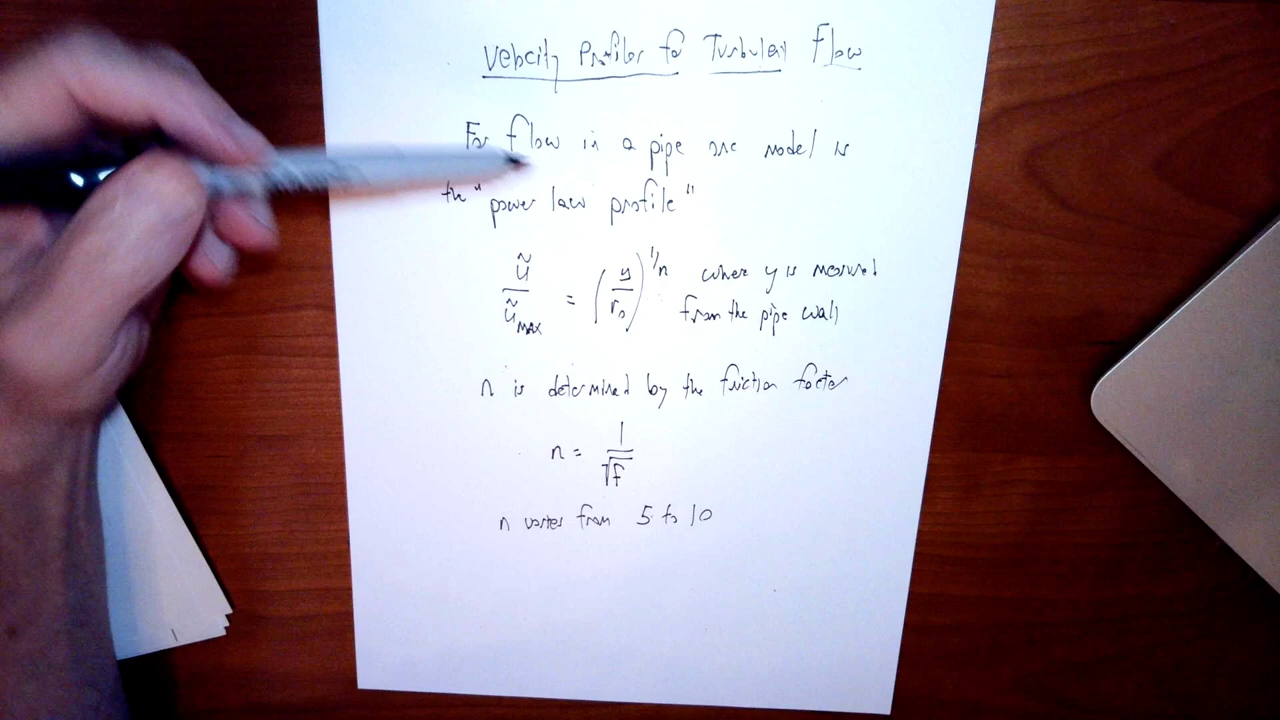 Velocity Profiles for Turbulent Flow
For flow in a pipe one model is
the "power law profile"
ũ / ũMAX = (y / r₀)^1/n where y is measured
from the pipe wall
n is determined by the friction factor
n = 1 / √f
n varies from 5 to 10